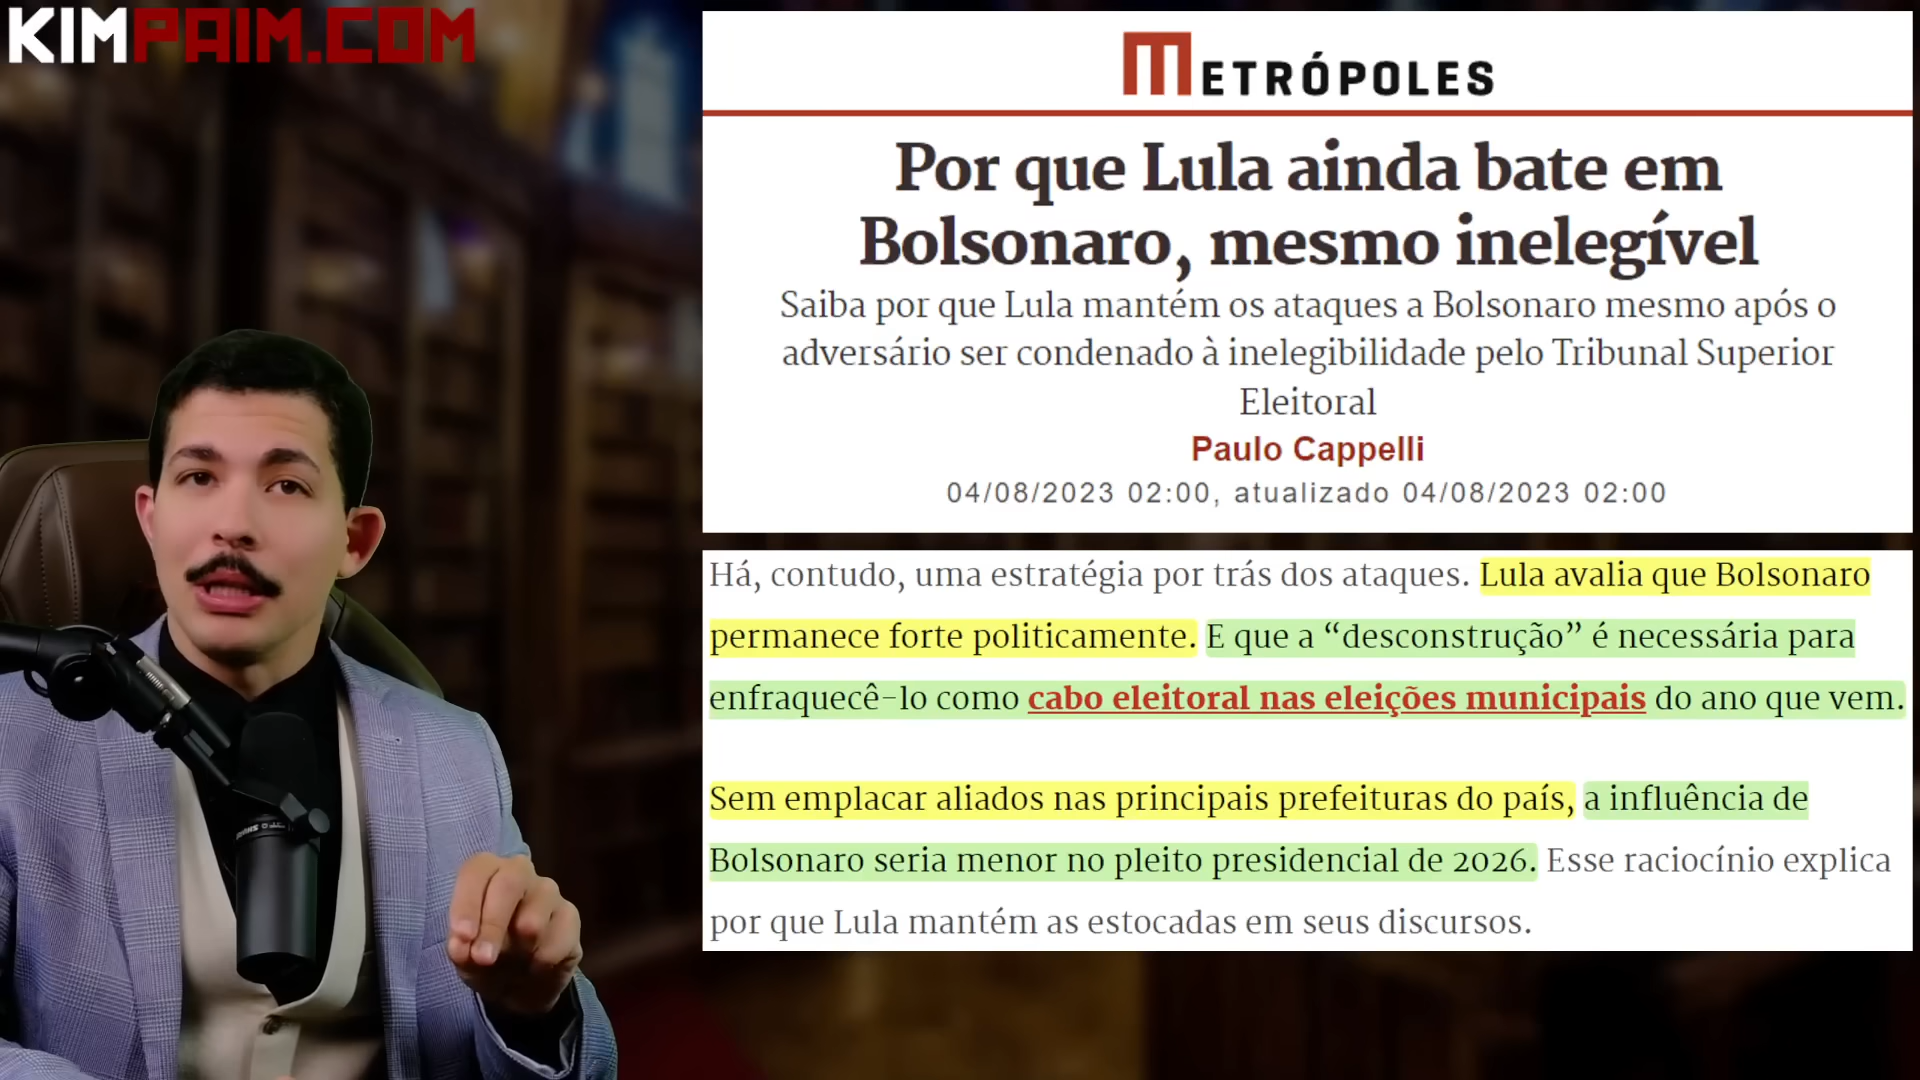 KIMPAIM.COM
METRÓPOLES
Por que Lula ainda bate em
Bolsonaro, mesmo inelegível
Saiba por que Lula mantém os ataques a Bolsonaro mesmo após o
adversário ser condenado à inelegibilidade pelo Tribunal Superior
Eleitoral
Paulo Cappelli
04/08/2023 02:00, atualizado 04/08/2023 02:00
Há, contudo, uma estratégia por trás dos ataques. Lula avalia que Bolsonaro
permanece forte politicamente. E que a “desconstrução” é necessária para
enfraquecê-lo como cabo eleitoral nas eleições municipais do ano que vem.
Sem emplacar aliados nas principais prefeituras do país, a influência de
Bolsonaro seria menor no pleito presidencial de 2026. Esse raciocínio explica
por que Lula mantém as estocadas em seus discursos.